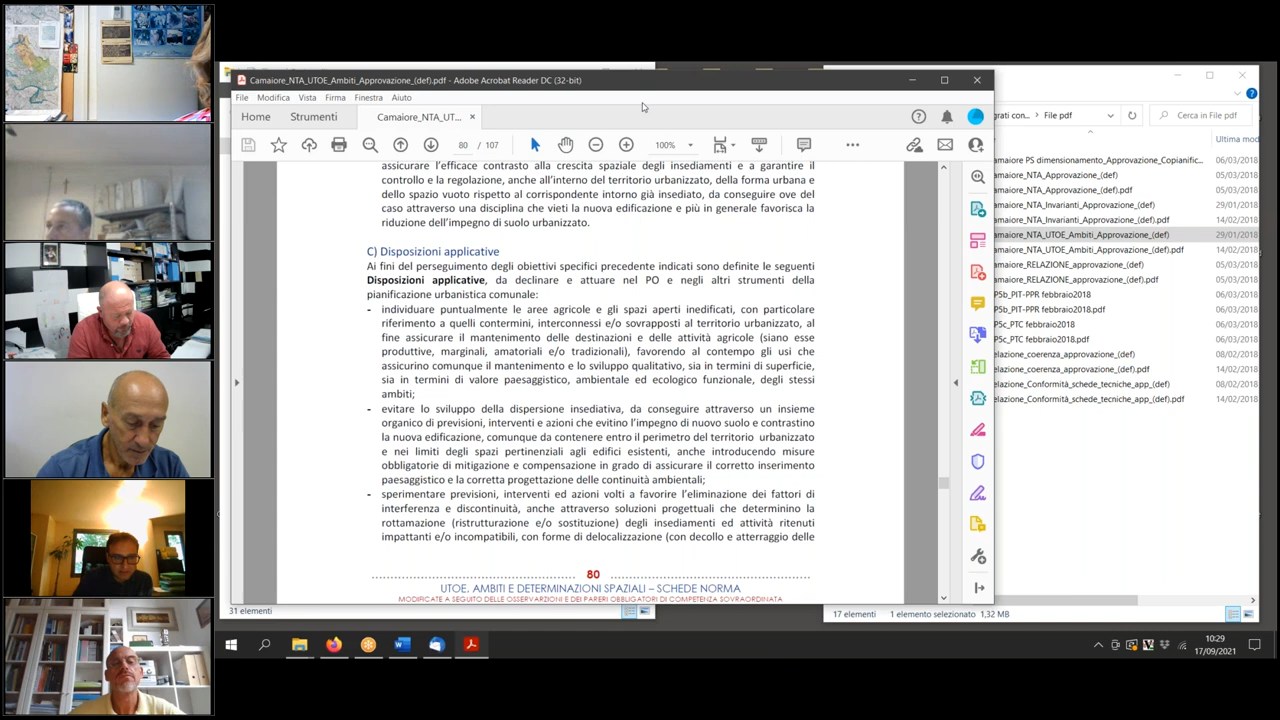 Camaiore_NTA_UTOE_Ambiti_Approvazione_(def).pdf - Adobe Acrobat Reader DC (32-bit)
File Modifica Vista Firma Finestra Aiuto
Home Strumenti Camaiore_NTA_UT... ×
80 / 107 100%
assicurare l'efficace contrasto alla crescita spaziale degli insediamenti e a garantire il
controllo e la regolazione, anche all'interno del territorio urbanizzato, della forma urbana e
dello spazio vuoto rispetto al corrispondente intorno già insediato, da conseguire ove del
caso attraverso una disciplina che vieti la nuova edificazione e più in generale favorisca la
riduzione dell'impegno di suolo urbanizzato.
C) Disposizioni applicative
Ai fini del perseguimento degli obiettivi specifici precedente indicati sono definite le seguenti
Disposizioni applicative, da declinare e attuare nel PO e negli altri strumenti della
pianificazione urbanistica comunale:
- individuare puntualmente le aree agricole e gli spazi aperti inedificati, con particolare
riferimento a quelli contermini, interconnessi e/o sovrapposti al territorio urbanizzato, al
fine assicurare il mantenimento delle destinazioni e delle attività agricole (siano esse
produttive, marginali, amatoriali e/o tradizionali), favorendo al contempo gli usi che
assicurino comunque il mantenimento e lo sviluppo qualitativo, sia in termini di superficie,
sia in termini di valore paesaggistico, ambientale ed ecologico funzionale, degli stessi
ambiti;
- evitare lo sviluppo della dispersione insediativa, da conseguire attraverso un insieme
organico di previsioni, interventi e azioni che evitino l'impegno di nuovo suolo e contrastino
la nuova edificazione, comunque da contenere entro il perimetro del territorio urbanizzato
e nei limiti degli spazi pertinenziali agli edifici esistenti, anche introducendo misure
obbligatorie di mitigazione e compensazione in grado di assicurare il corretto inserimento
paesaggistico e la corretta progettazione delle continuità ambientali;
- sperimentare previsioni, interventi ed azioni volti a favorire l'eliminazione dei fattori di
interferenza e discontinuità, anche attraverso soluzioni progettuali che determinino la
rottamazione (ristrutturazione e/o sostituzione) degli insediamenti ed attività ritenuti
impattanti e/o incompatibili, con forme di delocalizzazione (con decollo e atterraggio delle
80
UTOE, AMBITI E DETERMINAZIONI SPAZIALI – SCHEDE NORMA
MODIFICATE A SEGUITO DELLE OSSERVAZIONI E DEI PARERI OBBLIGATORI DI COMPETENZA SOVRAORDINATA
31 elementi
grati con... > File pdf
Cerca in File pdf
Ultima mod
amaiore PS dimensionamento_Approvazione_Copianific... 06/03/2018
amaiore_NTA_Approvazione_(def) 05/03/2018
amaiore_NTA_Approvazione_(def).pdf 05/03/2018
amaiore_NTA_Invarianti_Approvazione_(def) 29/01/2018
amaiore_NTA_Invarianti_Approvazione_(def).pdf 14/02/2018
amaiore_NTA_UTOE_Ambiti_Approvazione_(def) 29/01/2018
amaiore_NTA_UTOE_Ambiti_Approvazione_(def).pdf 14/02/2018
amaiore_RELAZIONE_approvazione_(def) 05/03/2018
amaiore_RELAZIONE_approvazione_(def).pdf 05/03/2018
P5b_PIT-PPR febbraio2018 05/03/2018
P5b_PIT-PPR febbraio2018.pdf 05/03/2018
P5c_PTC febbraio2018 05/03/2018
P5c_PTC febbraio2018.pdf 05/03/2018
elazione_coerenza_approvazione_(def) 08/02/2018
elazione_coerenza_approvazione_(def).pdf 14/02/2018
elazione_Conformità_schede_tecniche_app_(def) 08/02/2018
elazione_Conformità_schede_tecniche_app_(def).pdf 14/02/2018
17 elementi 1 elemento selezionato 1,32 MB
10:29
17/09/2021